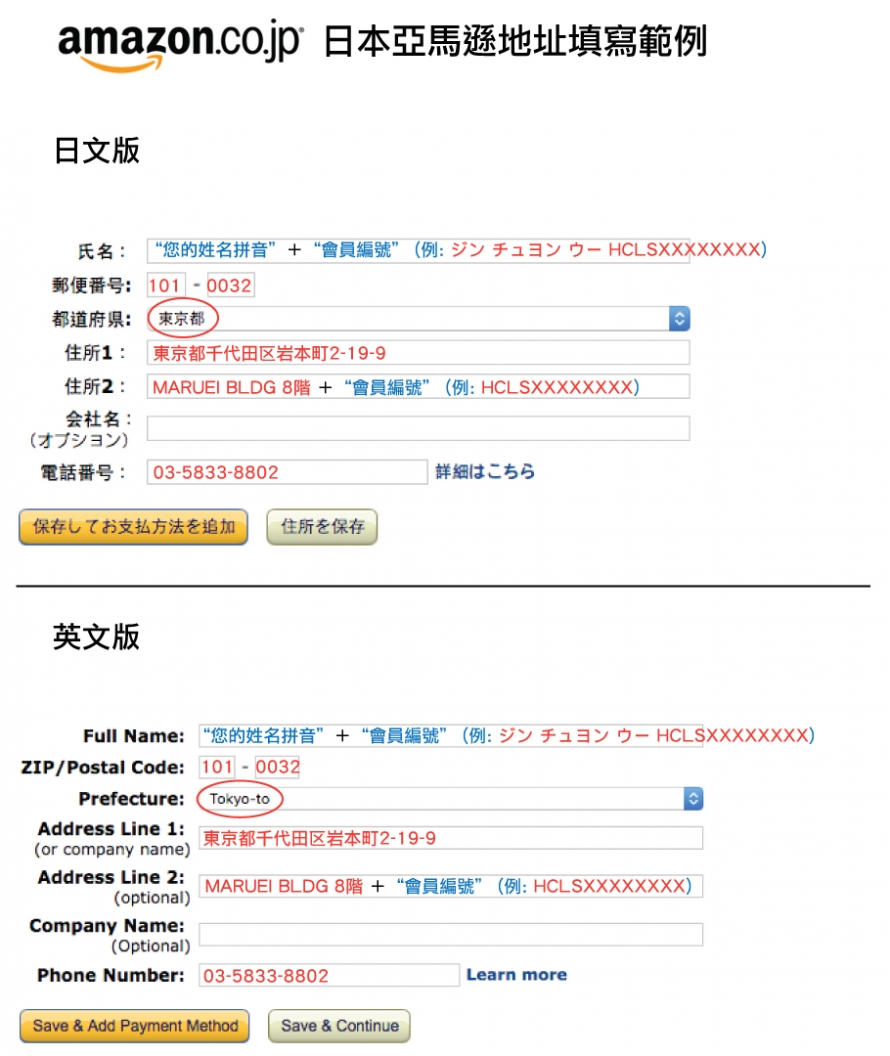 amazon.co.jp 日本亞馬遜地址填寫範例
日文版
氏名： “您的姓名拼音” + “會員編號” (例: ジン チュヨン ウー HCLSXXXXXXXX)
郵便番号: 101 - 0032
都道府県: 東京都
住所1： 東京都千代田区岩本町2-19-9
住所2： MARUEI BLDG 8階 + “會員編號” (例: HCLSXXXXXXXX)
会社名：
(オプション)
電話番号： 03-5833-8802 詳細はこちら
保存してお支払方法を追加 住所を保存
英文版
Full Name: “您的姓名拼音” + “會員編號” (例: ジン チュヨン ウー HCLSXXXXXXXX)
ZIP/Postal Code: 101 - 0032
Prefecture: Tokyo-to
Address Line 1: 東京都千代田区岩本町2-19-9
(or company name)
Address Line 2: MARUEI BLDG 8階 + “會員編號” (例: HCLSXXXXXXXX)
(optional)
Company Name:
(Optional)
Phone Number: 03-5833-8802 Learn more
Save & Add Payment Method Save & Continue